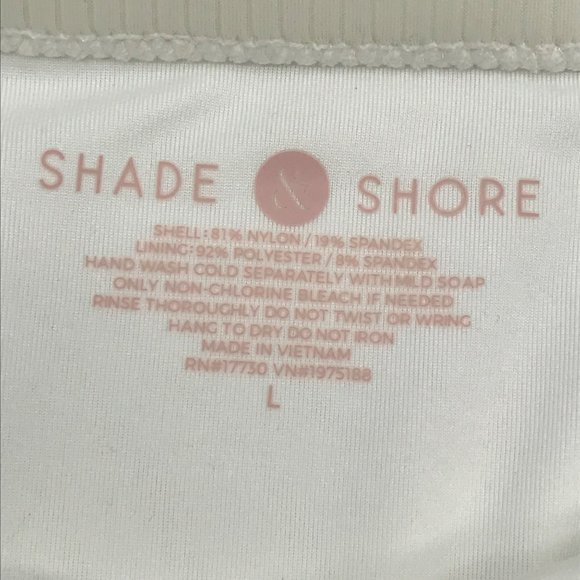 SHADE & SHORE
SHELL: 81% NYLON / 19% SPANDEX
LINING: 92% POLYESTER / 8% SPANDEX
HAND WASH COLD SEPARATELY WITH MILD SOAP
ONLY NON-CHLORINE BLEACH IF NEEDED
RINSE THOROUGHLY DO NOT TWIST OR WRING
HANG TO DRY DO NOT IRON
MADE IN VIETNAM
RN#17730 VN#1975188
L